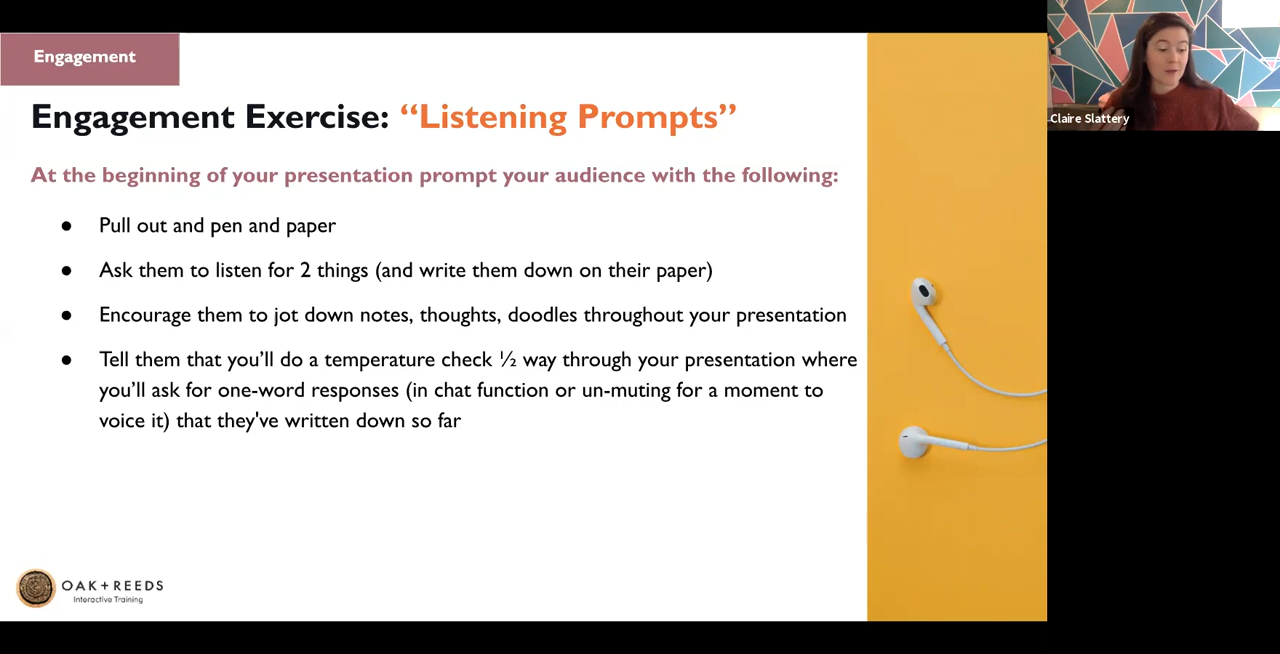 Engagement
Engagement Exercise: “Listening Prompts”
At the beginning of your presentation prompt your audience with the following:
● Pull out and pen and paper
● Ask them to listen for 2 things (and write them down on their paper)
● Encourage them to jot down notes, thoughts, doodles throughout your presentation
● Tell them that you’ll do a temperature check ½ way through your presentation where
you’ll ask for one-word responses (in chat function or un-muting for a moment to
voice it) that they've written down so far
OAK+REEDS
Interactive Training
Claire Slattery